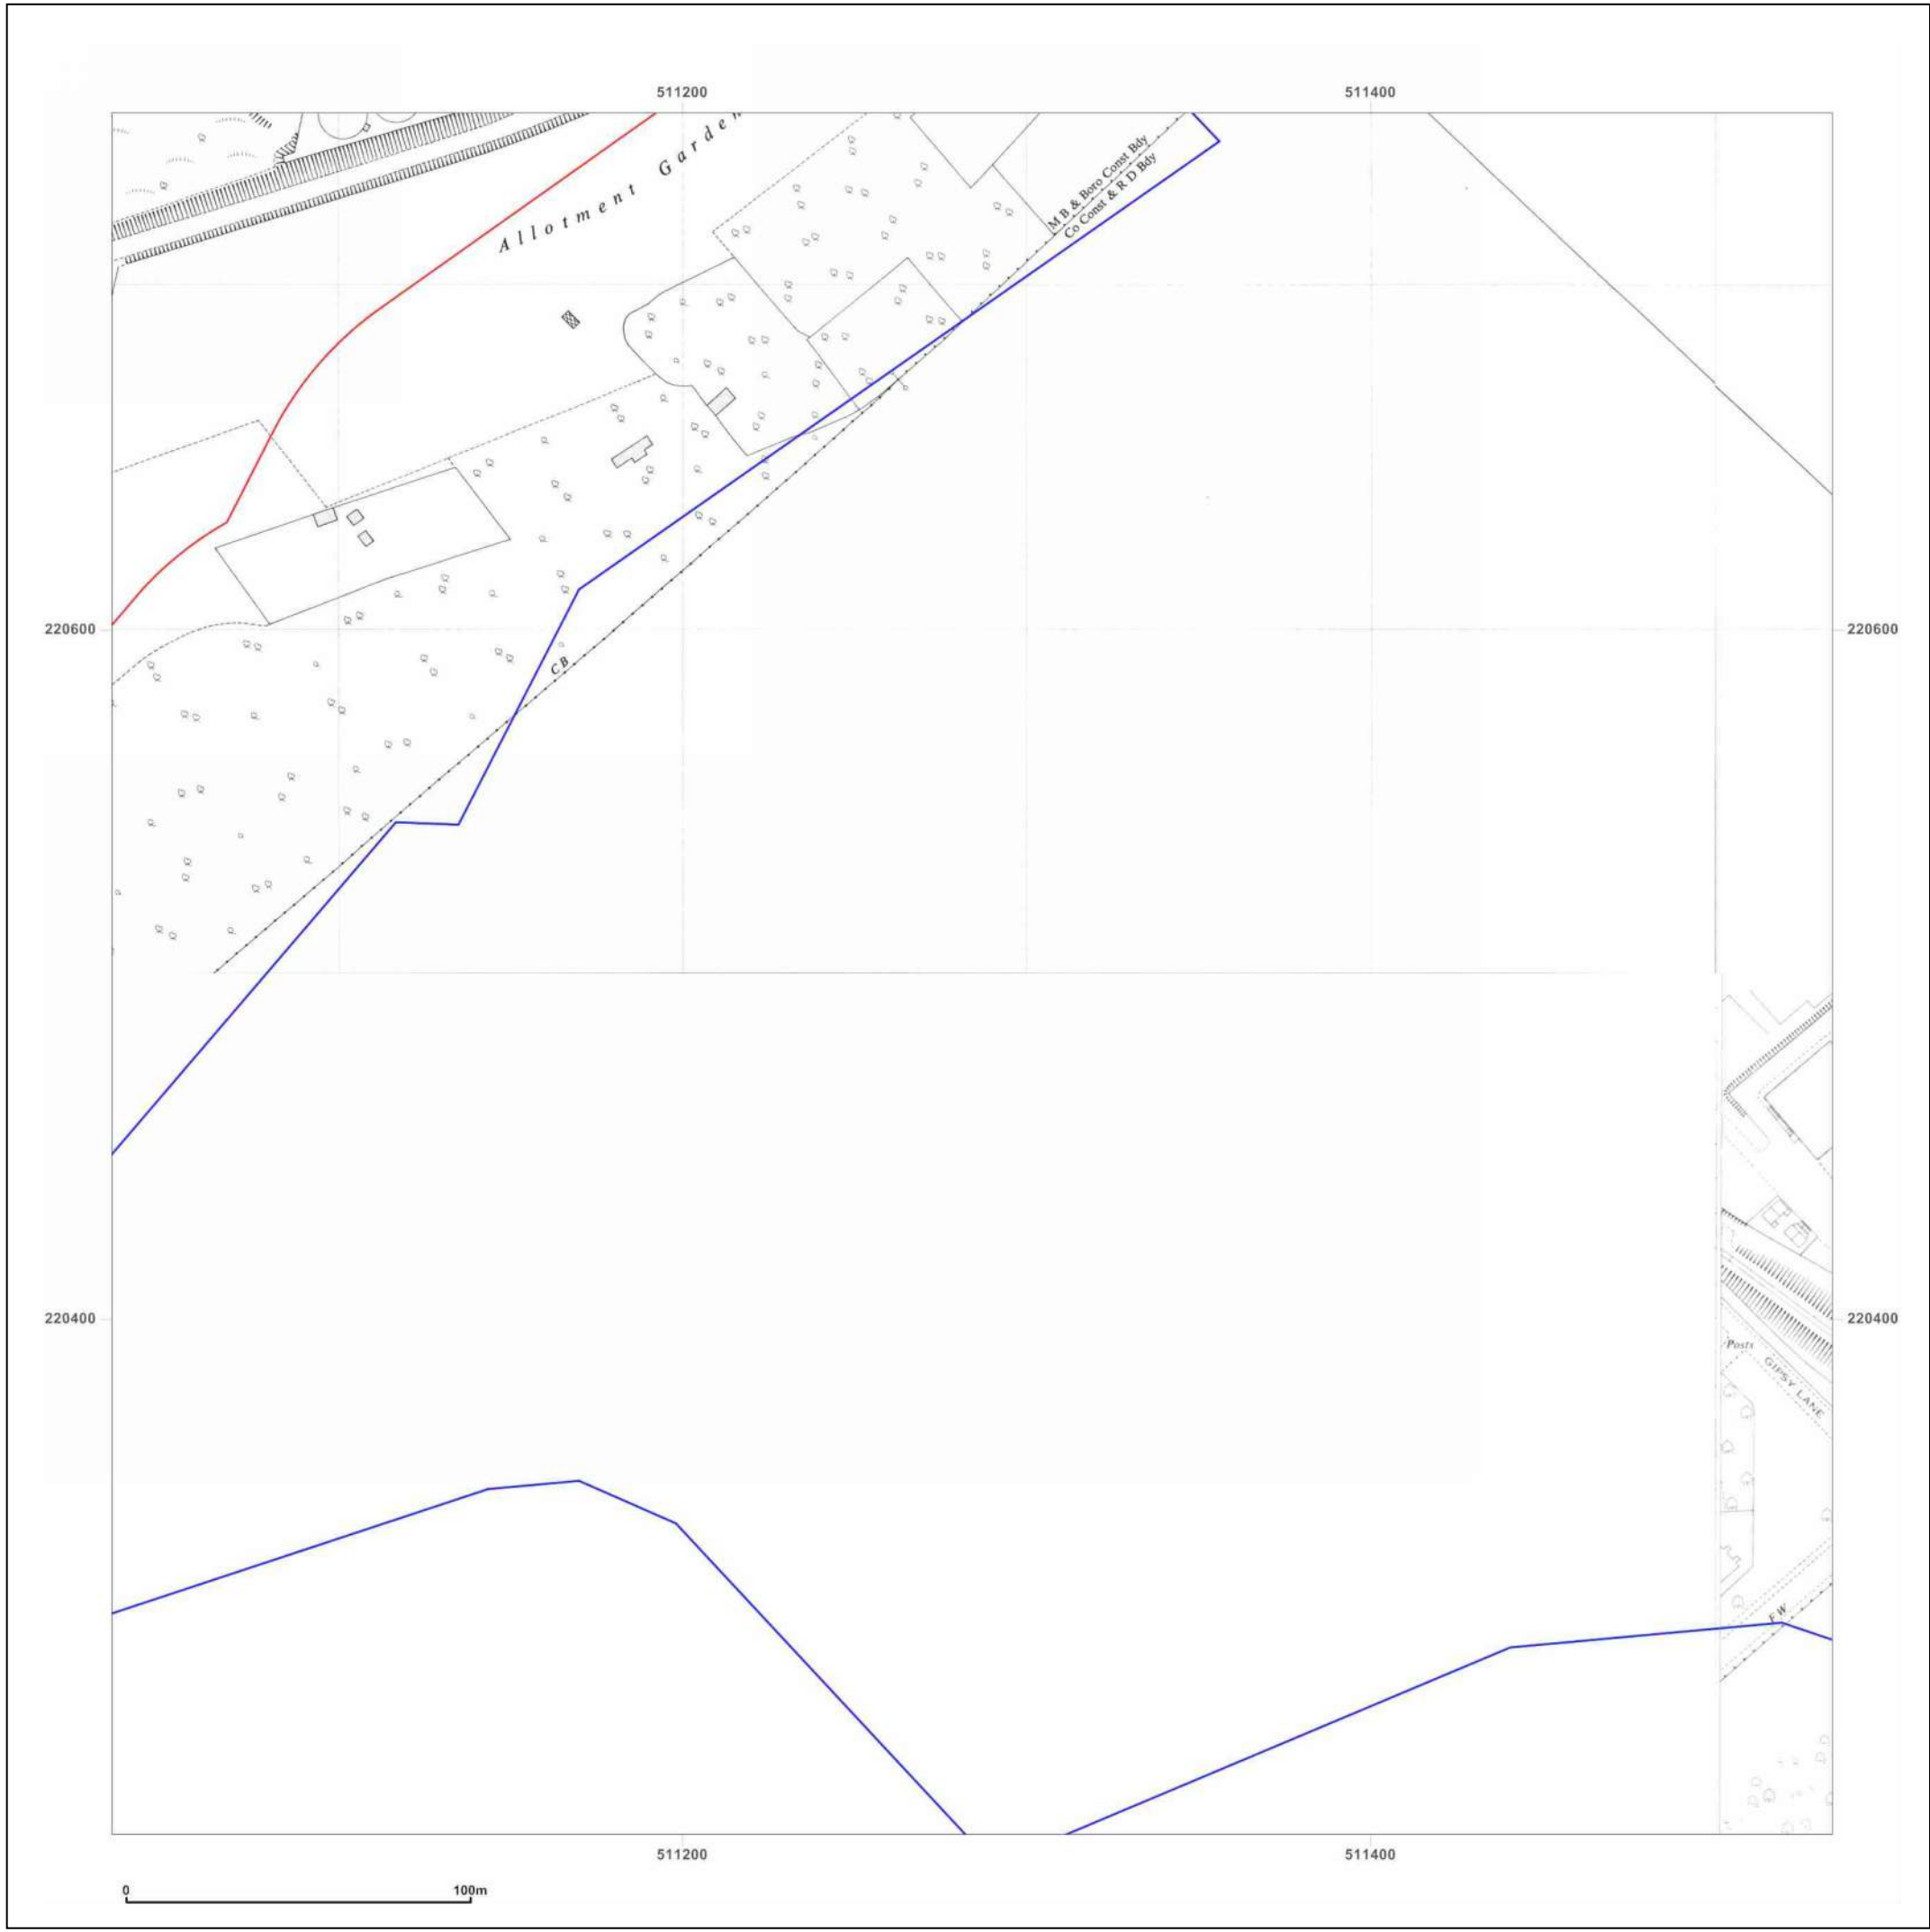 511200
511400
Allotment Garden
M B & Boro Const Bdy
Co Const & R D Bdy
220600
220600
CB
220400
220400
Posts
GIPSY LANE
FW
511200
511400
0
100m